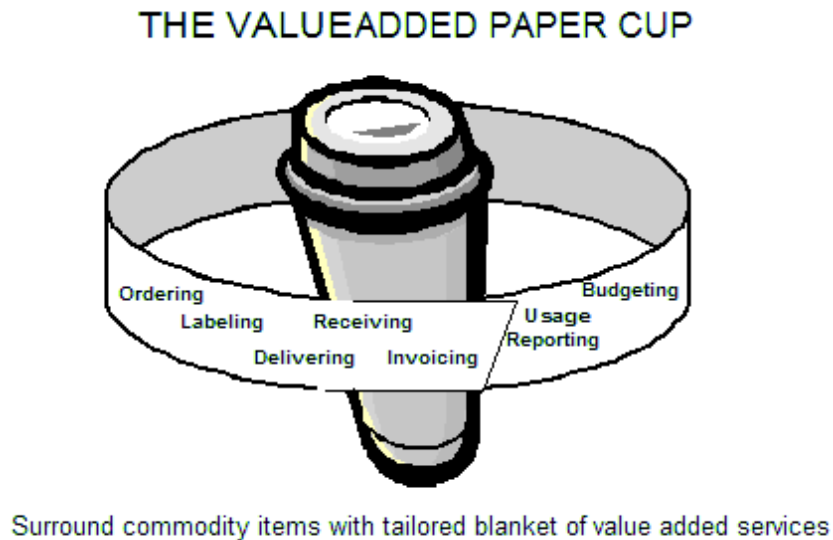 THE VALUEADDED PAPER CUP
Ordering
Labeling
Delivering
Receiving
Invoicing
Usage
Reporting
Budgeting
Surround commodity items with tailored blanket of value added services